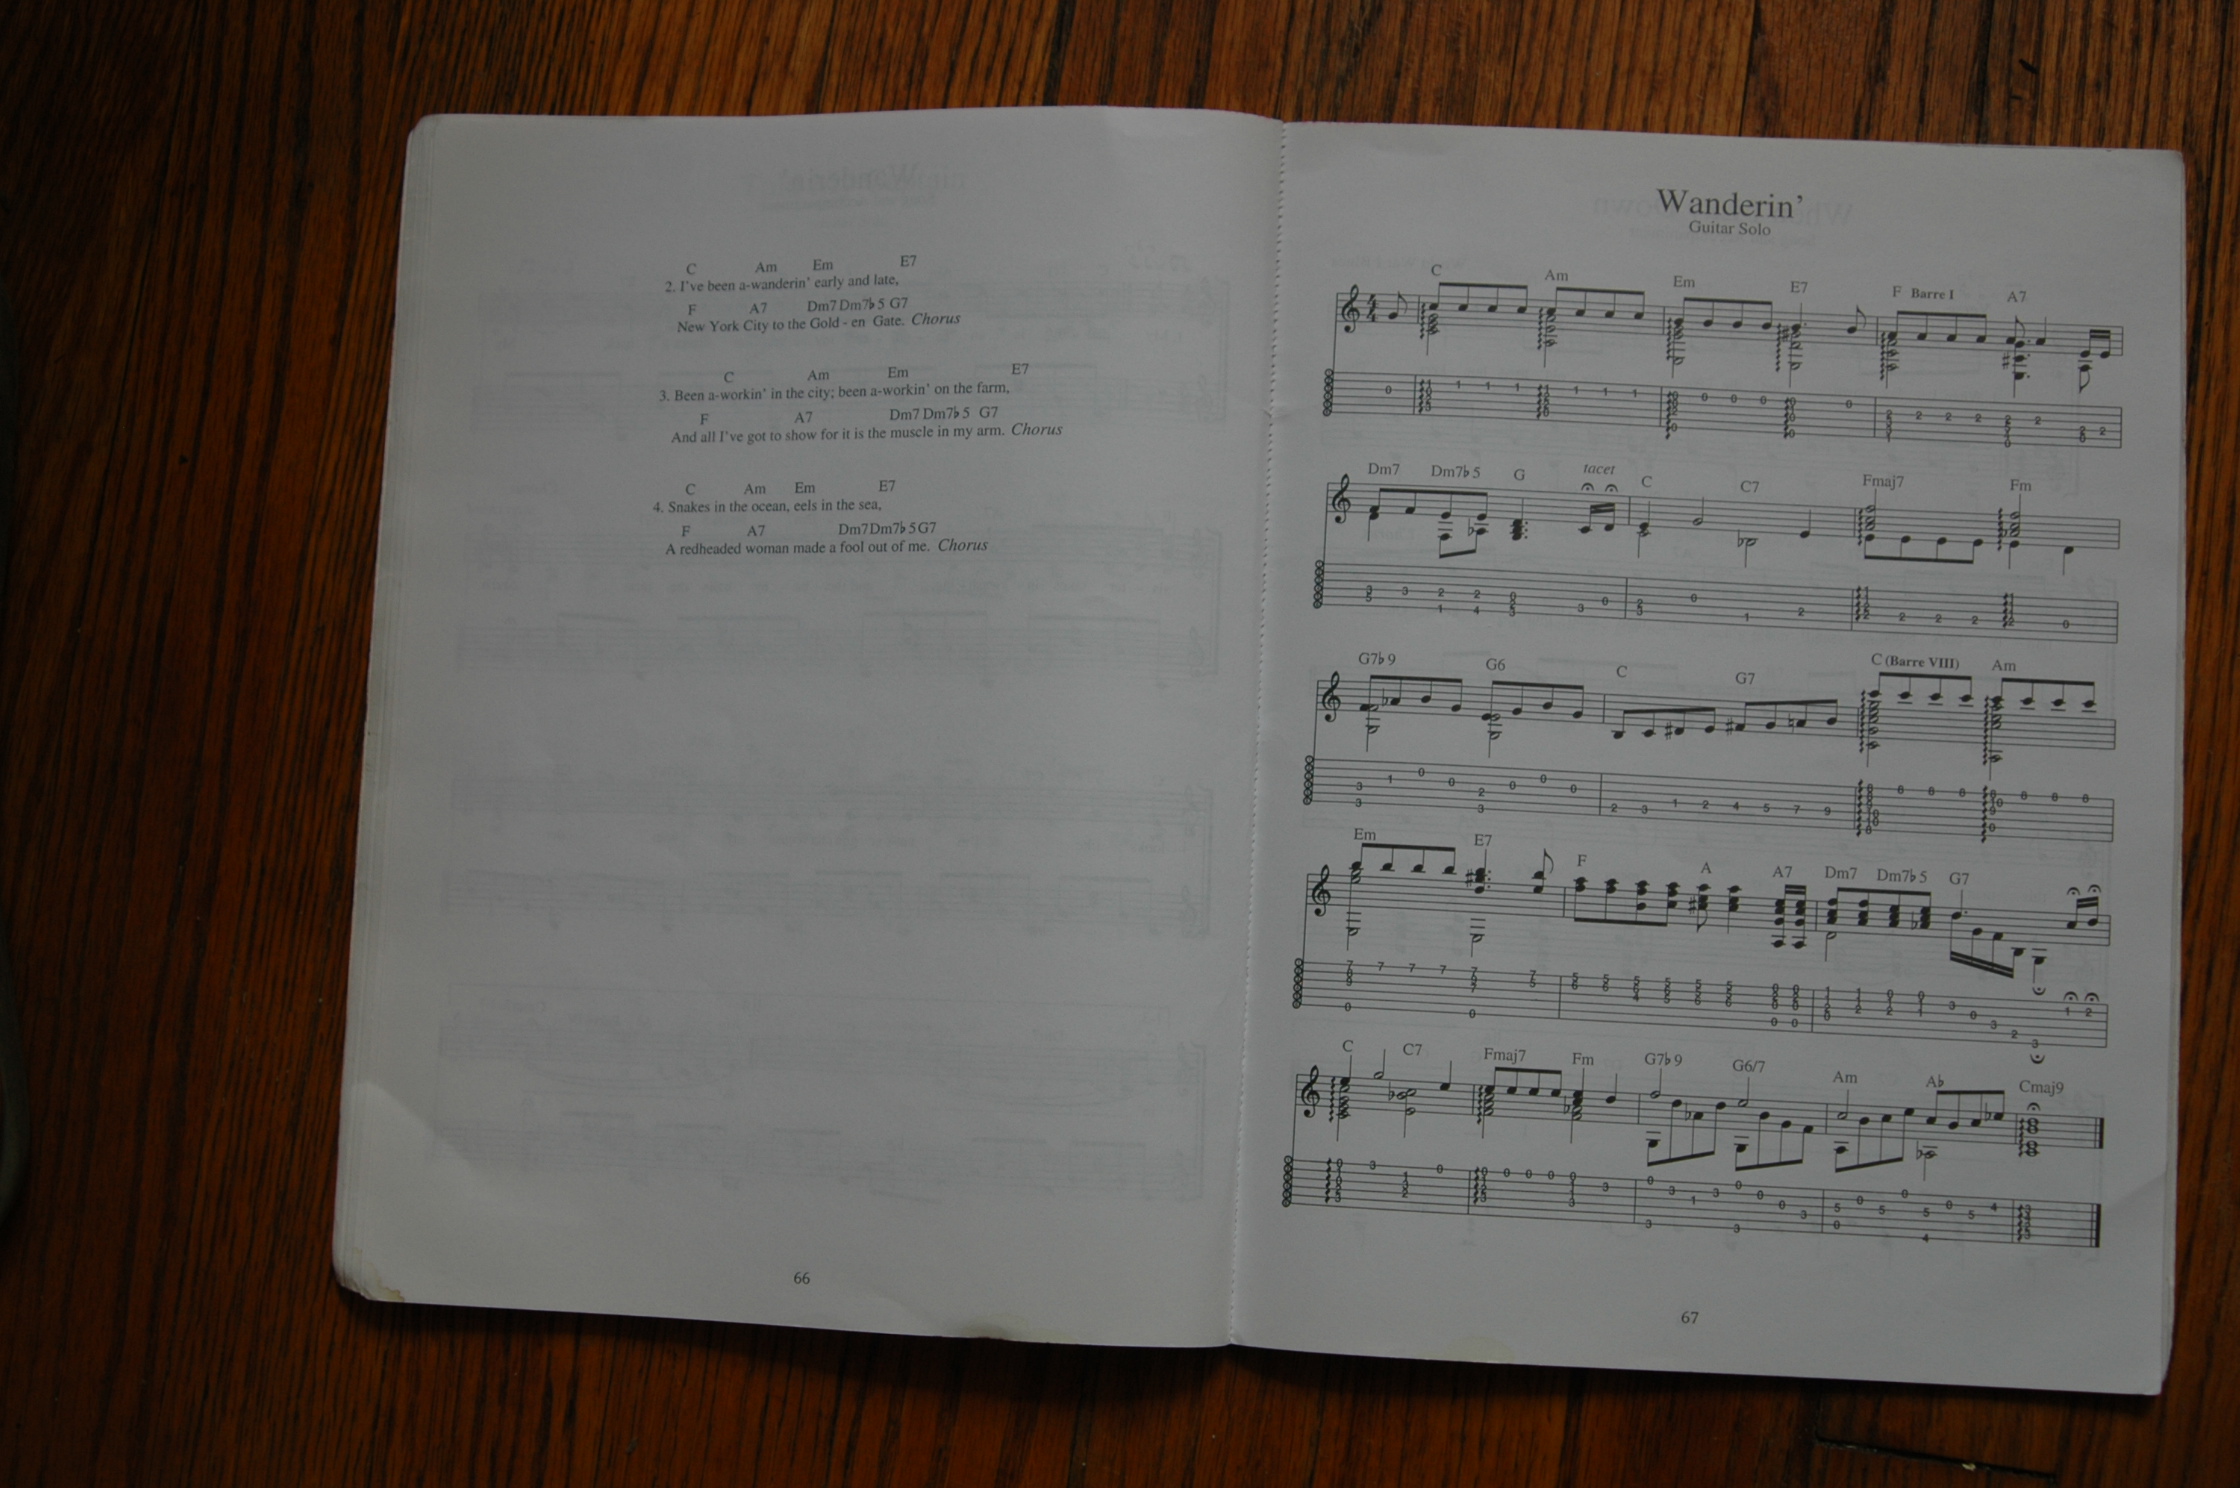 C Am Em E7
2. I've been a-wanderin' early and late,
F A7 Dm7 Dm7♭5 G7
New York City to the Gold - en Gate. Chorus
C Am Em E7
3. Been a-workin' in the city; been a-workin' on the farm,
F A7 Dm7 Dm7♭5 G7
And all I've got to show for it is the muscle in my arm. Chorus
C Am Em E7
4. Snakes in the ocean, eels in the sea,
F A7 Dm7 Dm7♭5 G7
A redheaded woman made a fool out of me. Chorus
66
Wanderin'
Guitar Solo
C Am Em E7 F Barre I A7
Dm7 Dm7♭5 G tacet C C7 Fmaj7 Fm
G7♭9 G6 C G7 C (Barre VIII) Am
Em E7 F A A7 Dm7 Dm7♭5 G7
C C7 Fmaj7 Fm G7♭9 G6/7 Am A♭ Cmaj9
67